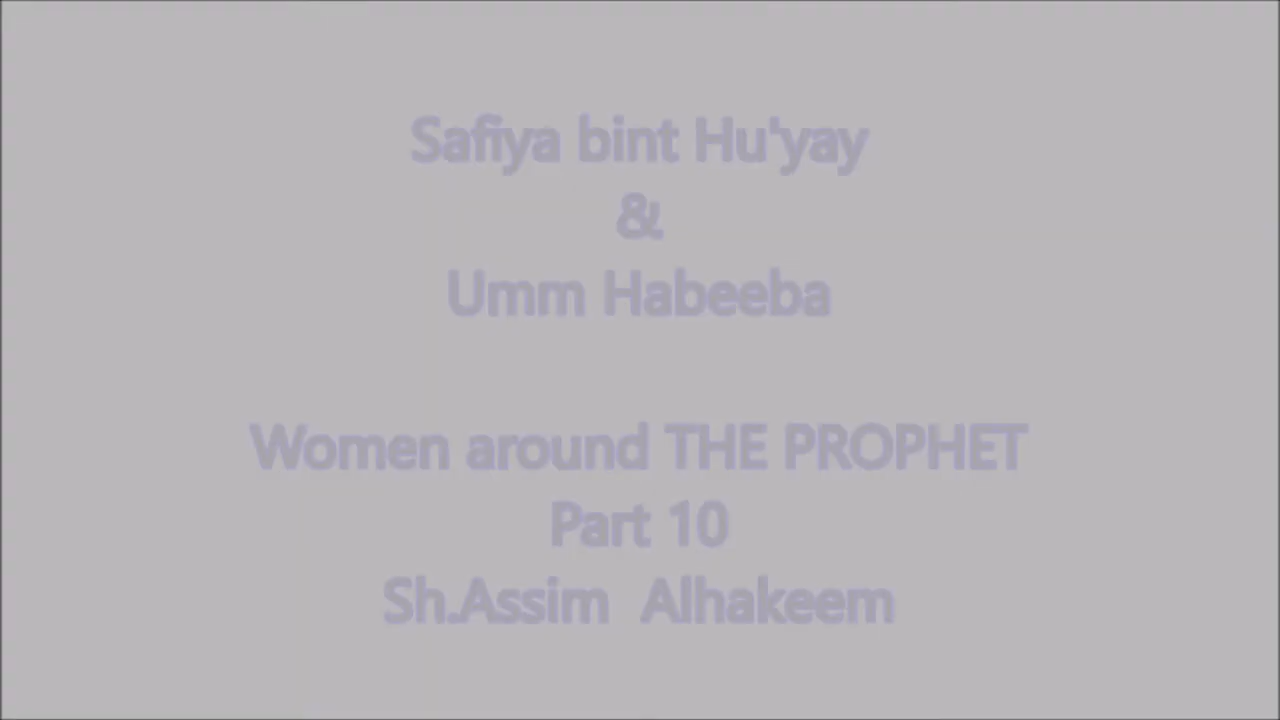 Safiya bint Hu'yay
&
Umm Habeeba
Women around THE PROPHET
Part 10
Sh.Assim Alhakeem